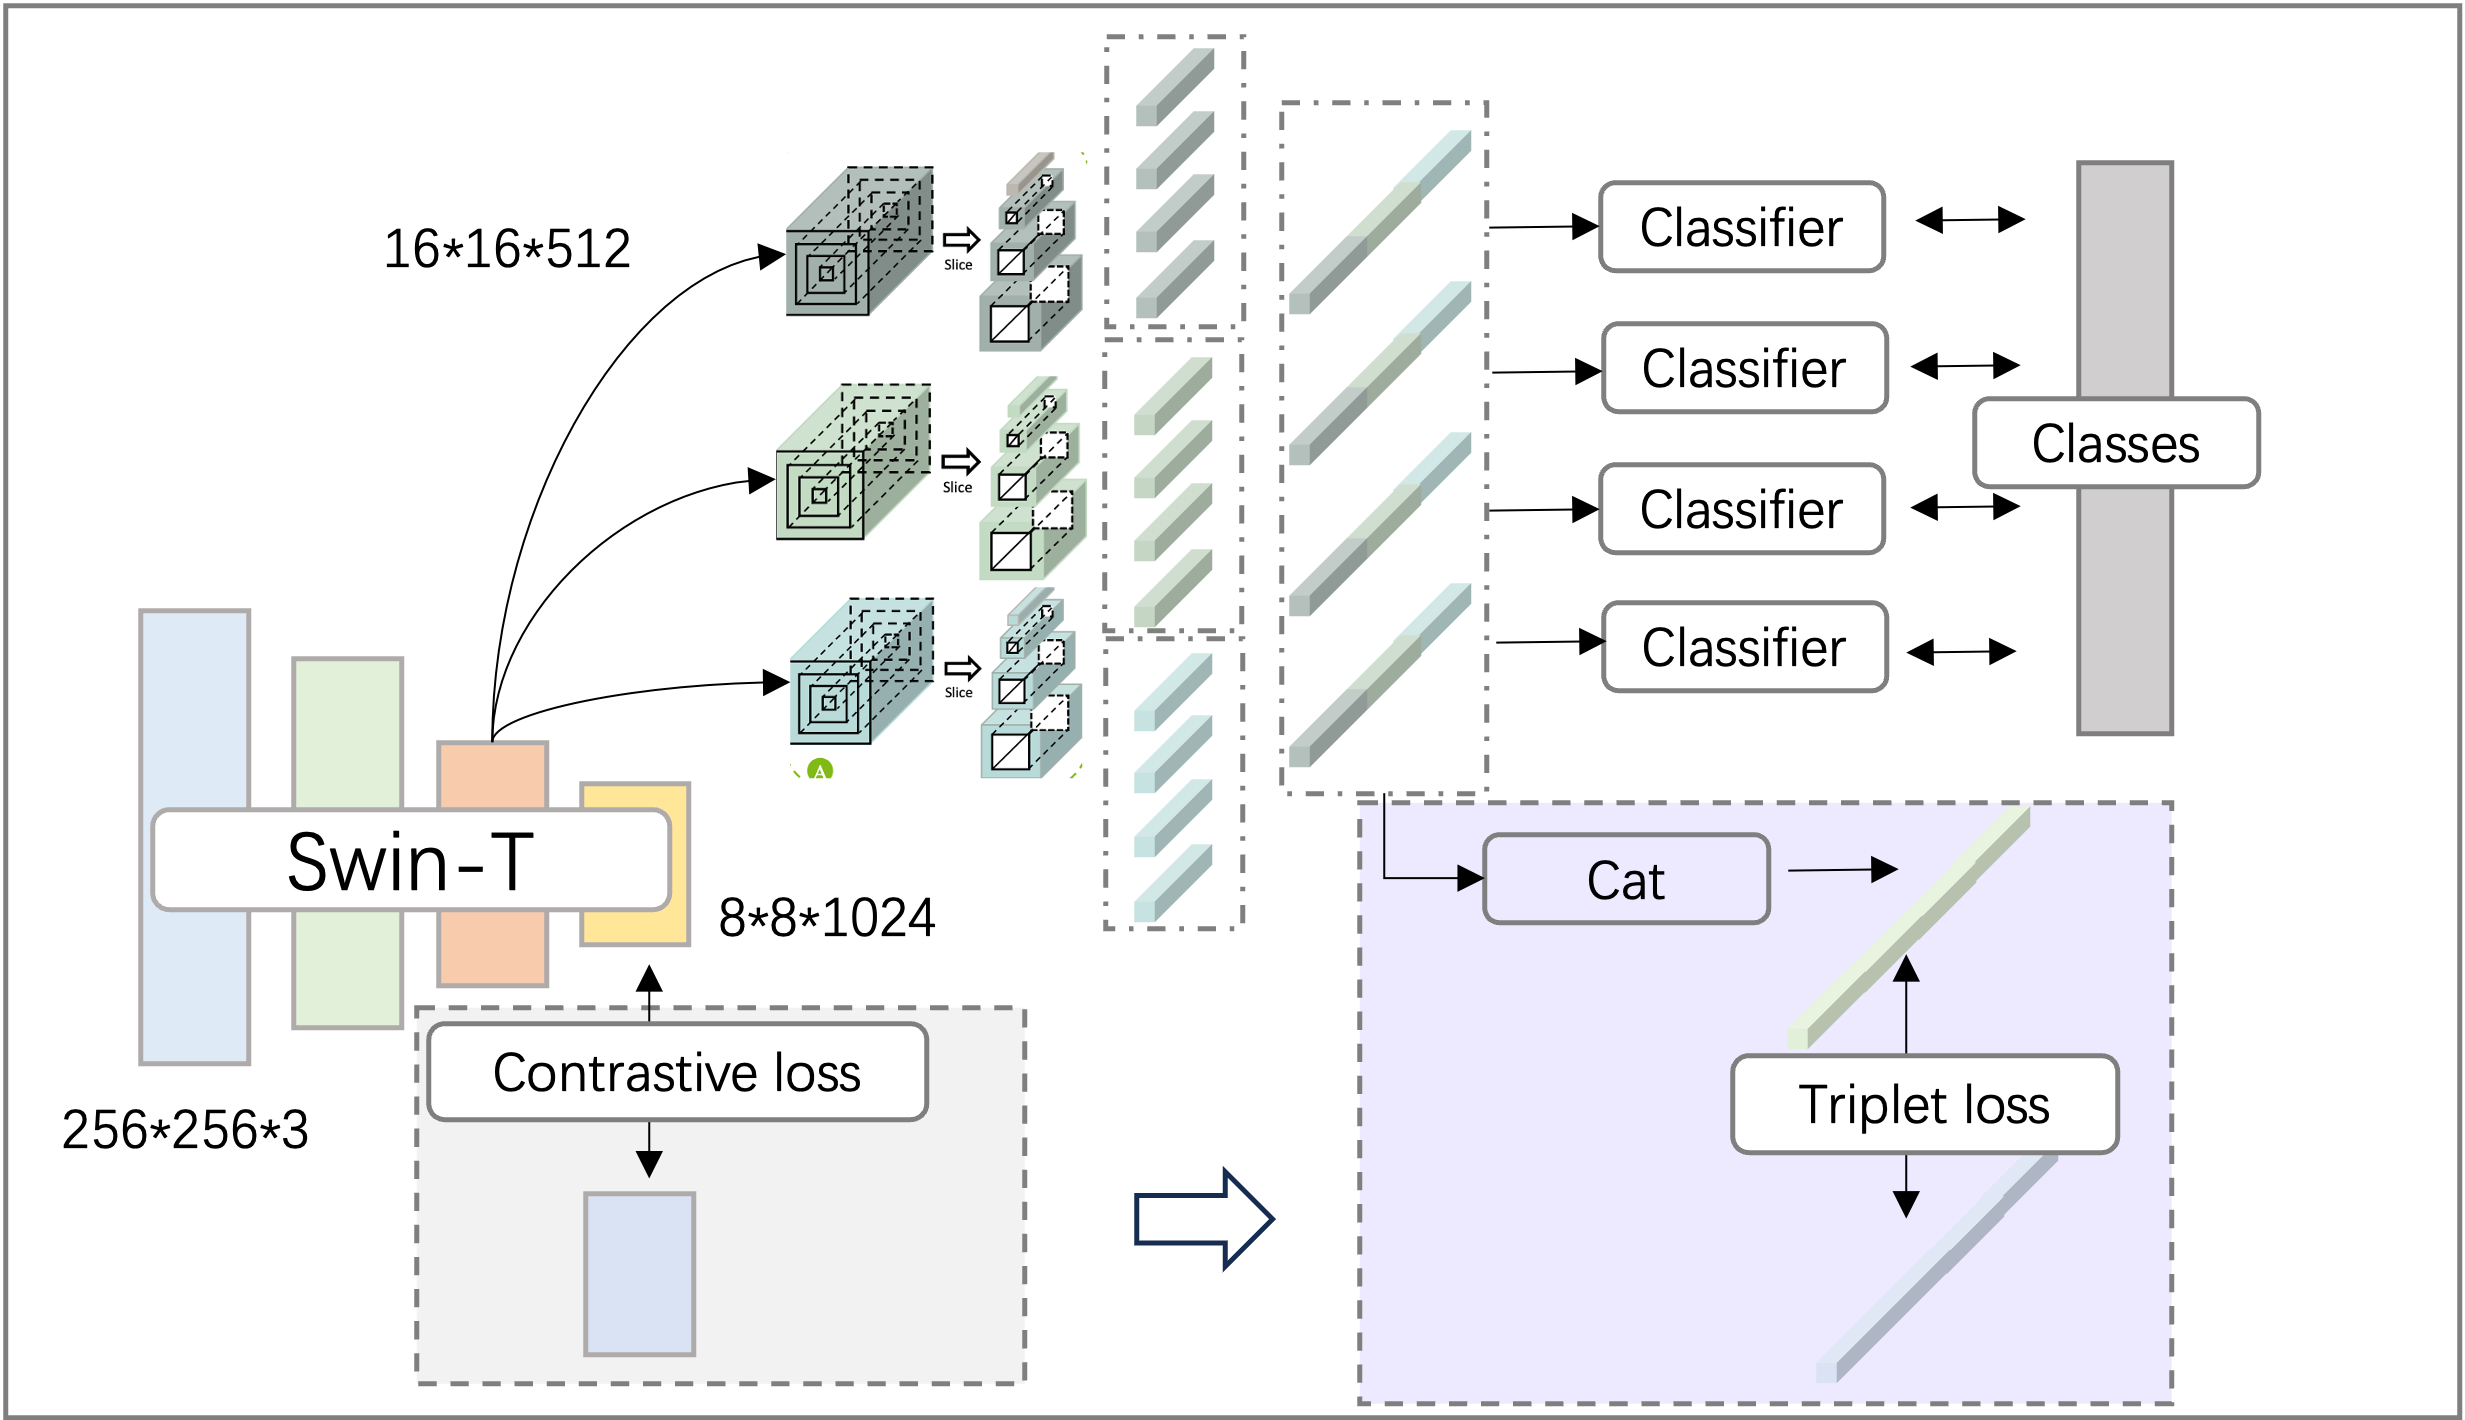 16*16*512
Slice
Slice
Slice
A
Classifier
Classifier
Classifier
Classifier
Classes
Swin-T
8*8*1024
256*256*3
Contrastive loss
Cat
Triplet loss